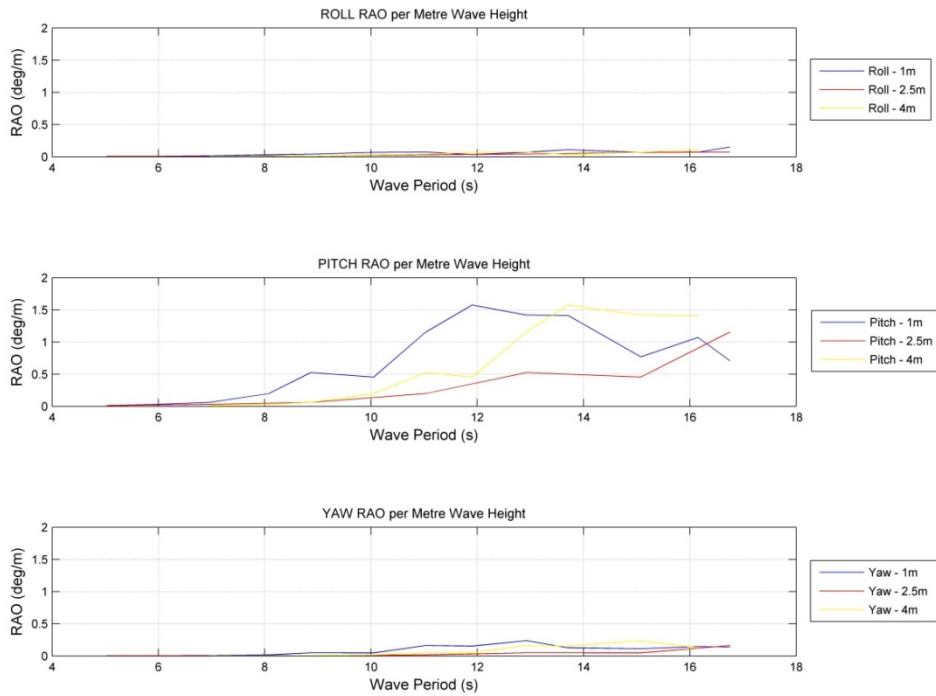 ROLL RAO per Metre Wave Height
2
1.5
1
0.5
0
RAO (deg/m)
4 6 8 10 12 14 16 18
Wave Period (s)
Roll - 1m
Roll - 2.5m
Roll - 4m
PITCH RAO per Metre Wave Height
2
1.5
1
0.5
0
RAO (deg/m)
4 6 8 10 12 14 16 18
Wave Period (s)
Pitch - 1m
Pitch - 2.5m
Pitch - 4m
YAW RAO per Metre Wave Height
2
1.5
1
0.5
0
RAO (deg/m)
4 6 8 10 12 14 16 18
Wave Period (s)
Yaw - 1m
Yaw - 2.5m
Yaw - 4m